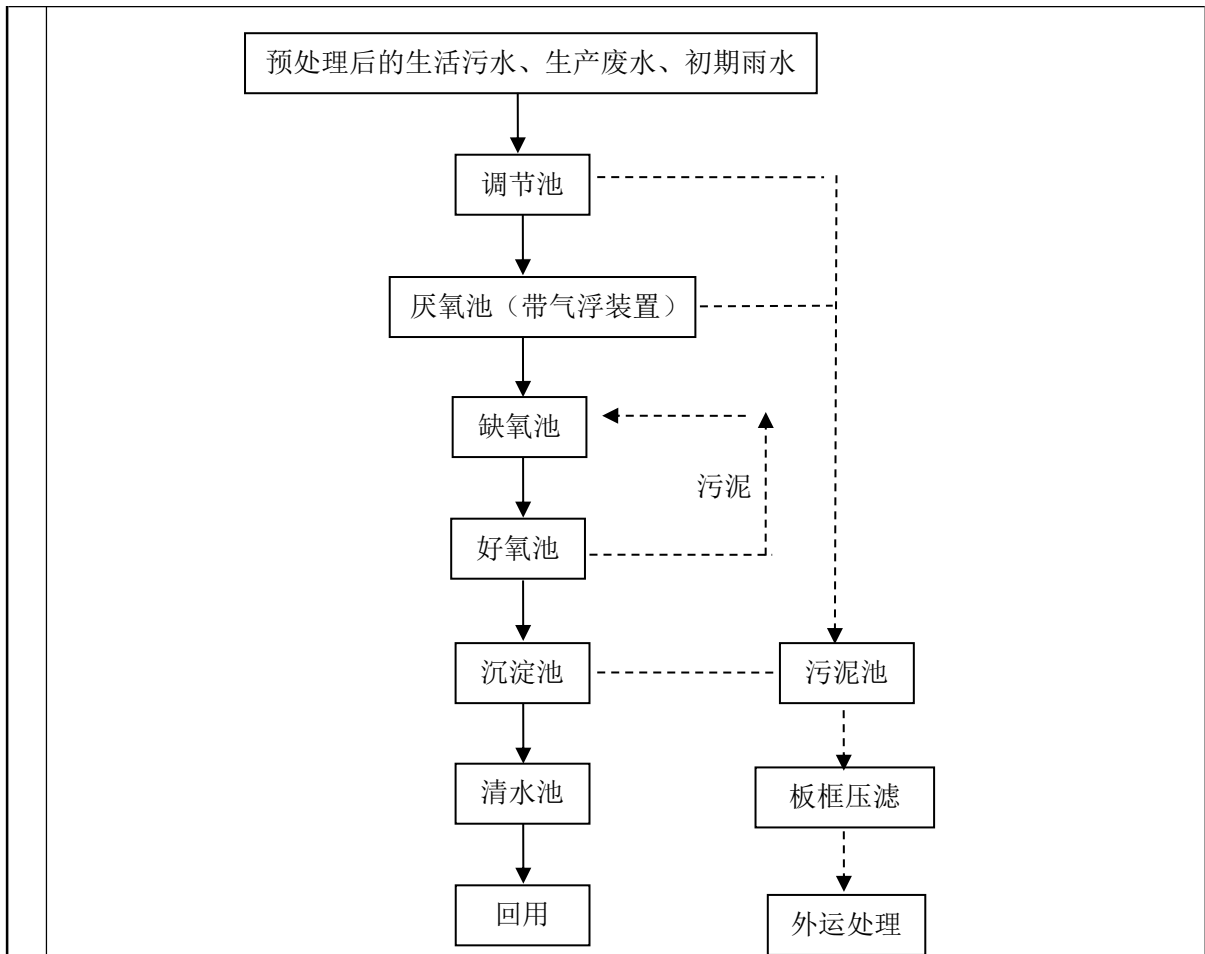 预处理后的生活污水、生产废水、初期雨水
调节池
厌氧池（带气浮装置）
缺氧池
污泥
好氧池
沉淀池
污泥池
清水池
板框压滤
回用
外运处理